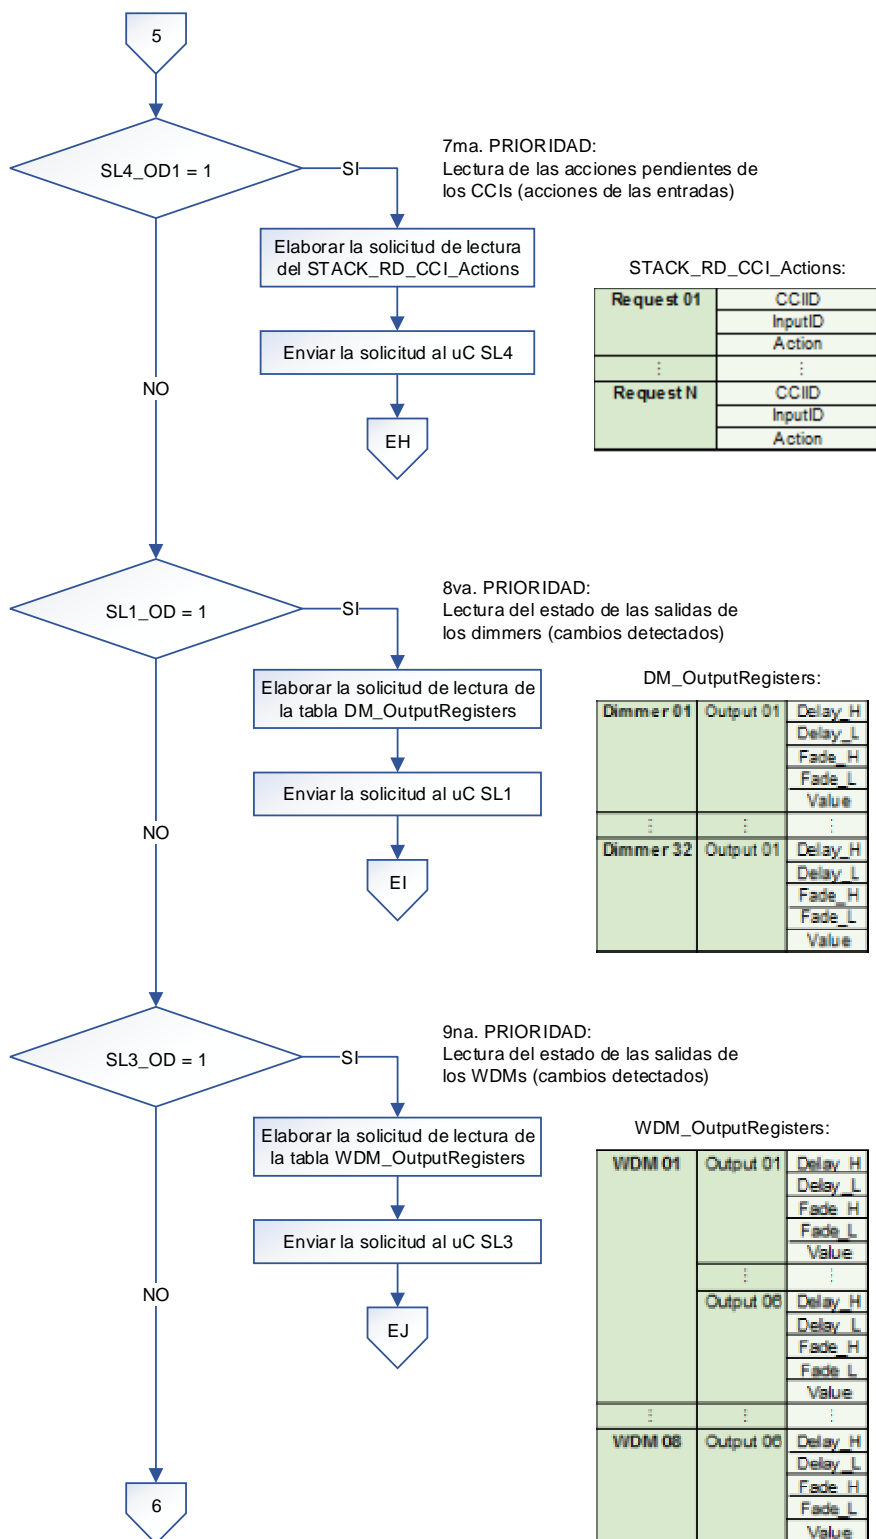 5
SL4_OD1 = 1
SI
7ma. PRIORIDAD:
Lectura de las acciones pendientes de
los CCIs (acciones de las entradas)
Elaborar la solicitud de lectura
del STACK_RD_CCI_Actions
Enviar la solicitud al uC SL4
EH
NO
STACK_RD_CCI_Actions:
Request 01
CCIID
InputID
Action
⋮ ⋮
Request N
CCIID
InputID
Action
SL1_OD = 1
SI
8va. PRIORIDAD:
Lectura del estado de las salidas de
los dimmers (cambios detectados)
Elaborar la solicitud de lectura de
la tabla DM_OutputRegisters
Enviar la solicitud al uC SL1
EI
NO
DM_OutputRegisters:
Dimmer 01 Output 01 Delay_H
Delay_L
Fade_H
Fade_L
Value
⋮ ⋮ ⋮
Dimmer 32 Output 01 Delay_H
Delay_L
Fade_H
Fade_L
Value
SL3_OD = 1
SI
9na. PRIORIDAD:
Lectura del estado de las salidas de
los WDMs (cambios detectados)
Elaborar la solicitud de lectura de
la tabla WDM_OutputRegisters
Enviar la solicitud al uC SL3
EJ
NO
WDM_OutputRegisters:
WDM 01 Output 01 Delay_H
Delay_L
Fade_H
Fade_L
Value
⋮ ⋮
Output 06 Delay_H
Delay_L
Fade_H
Fade_L
Value
⋮ ⋮ ⋮
WDM 08 Output 06 Delay_H
Delay_L
Fade_H
Fade_L
Value
6